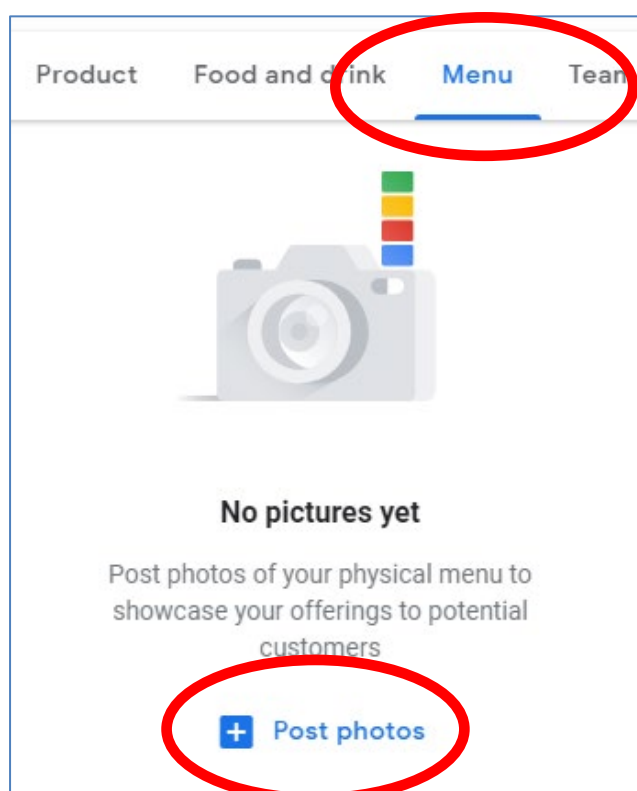 Product Food and drink Menu Team
No pictures yet
Post photos of your physical menu to
showcase your offerings to potential
customers
Post photos